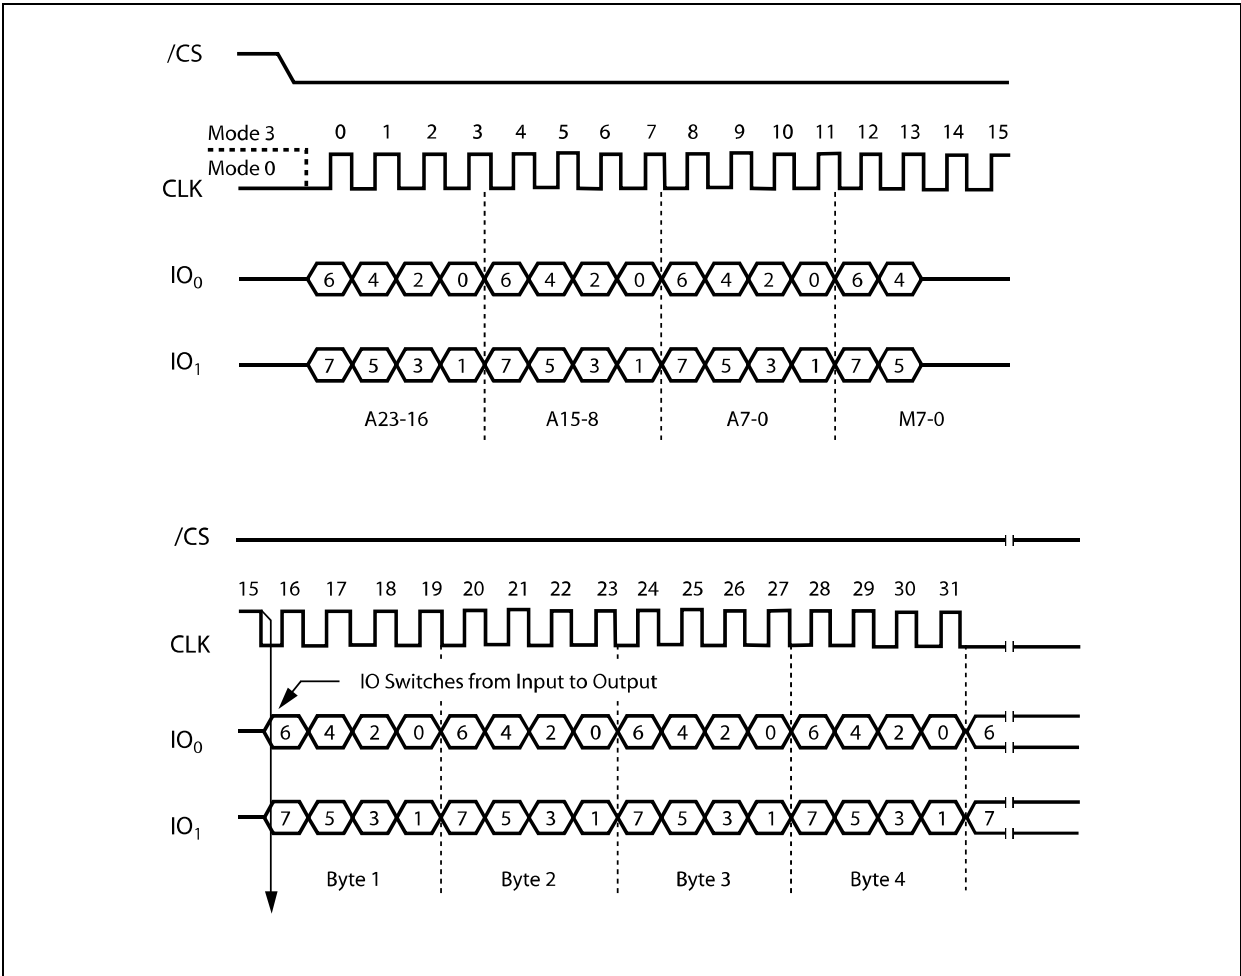 /CS
Mode 3 0 1 2 3 4 5 6 7 8 9 10 11 12 13 14 15
Mode 0
CLK
IO0 6 4 2 0 6 4 2 0 6 4 2 0 6 4
IO1 7 5 3 1 7 5 3 1 7 5 3 1 7 5
A23-16 A15-8 A7-0 M7-0
/CS
15 16 17 18 19 20 21 22 23 24 25 26 27 28 29 30 31
CLK
IO Switches from Input to Output
IO0 6 4 2 0 6 4 2 0 6 4 2 0 6 4 2 0 6
IO1 7 5 3 1 7 5 3 1 7 5 3 1 7 5 3 1 7
Byte 1 Byte 2 Byte 3 Byte 4